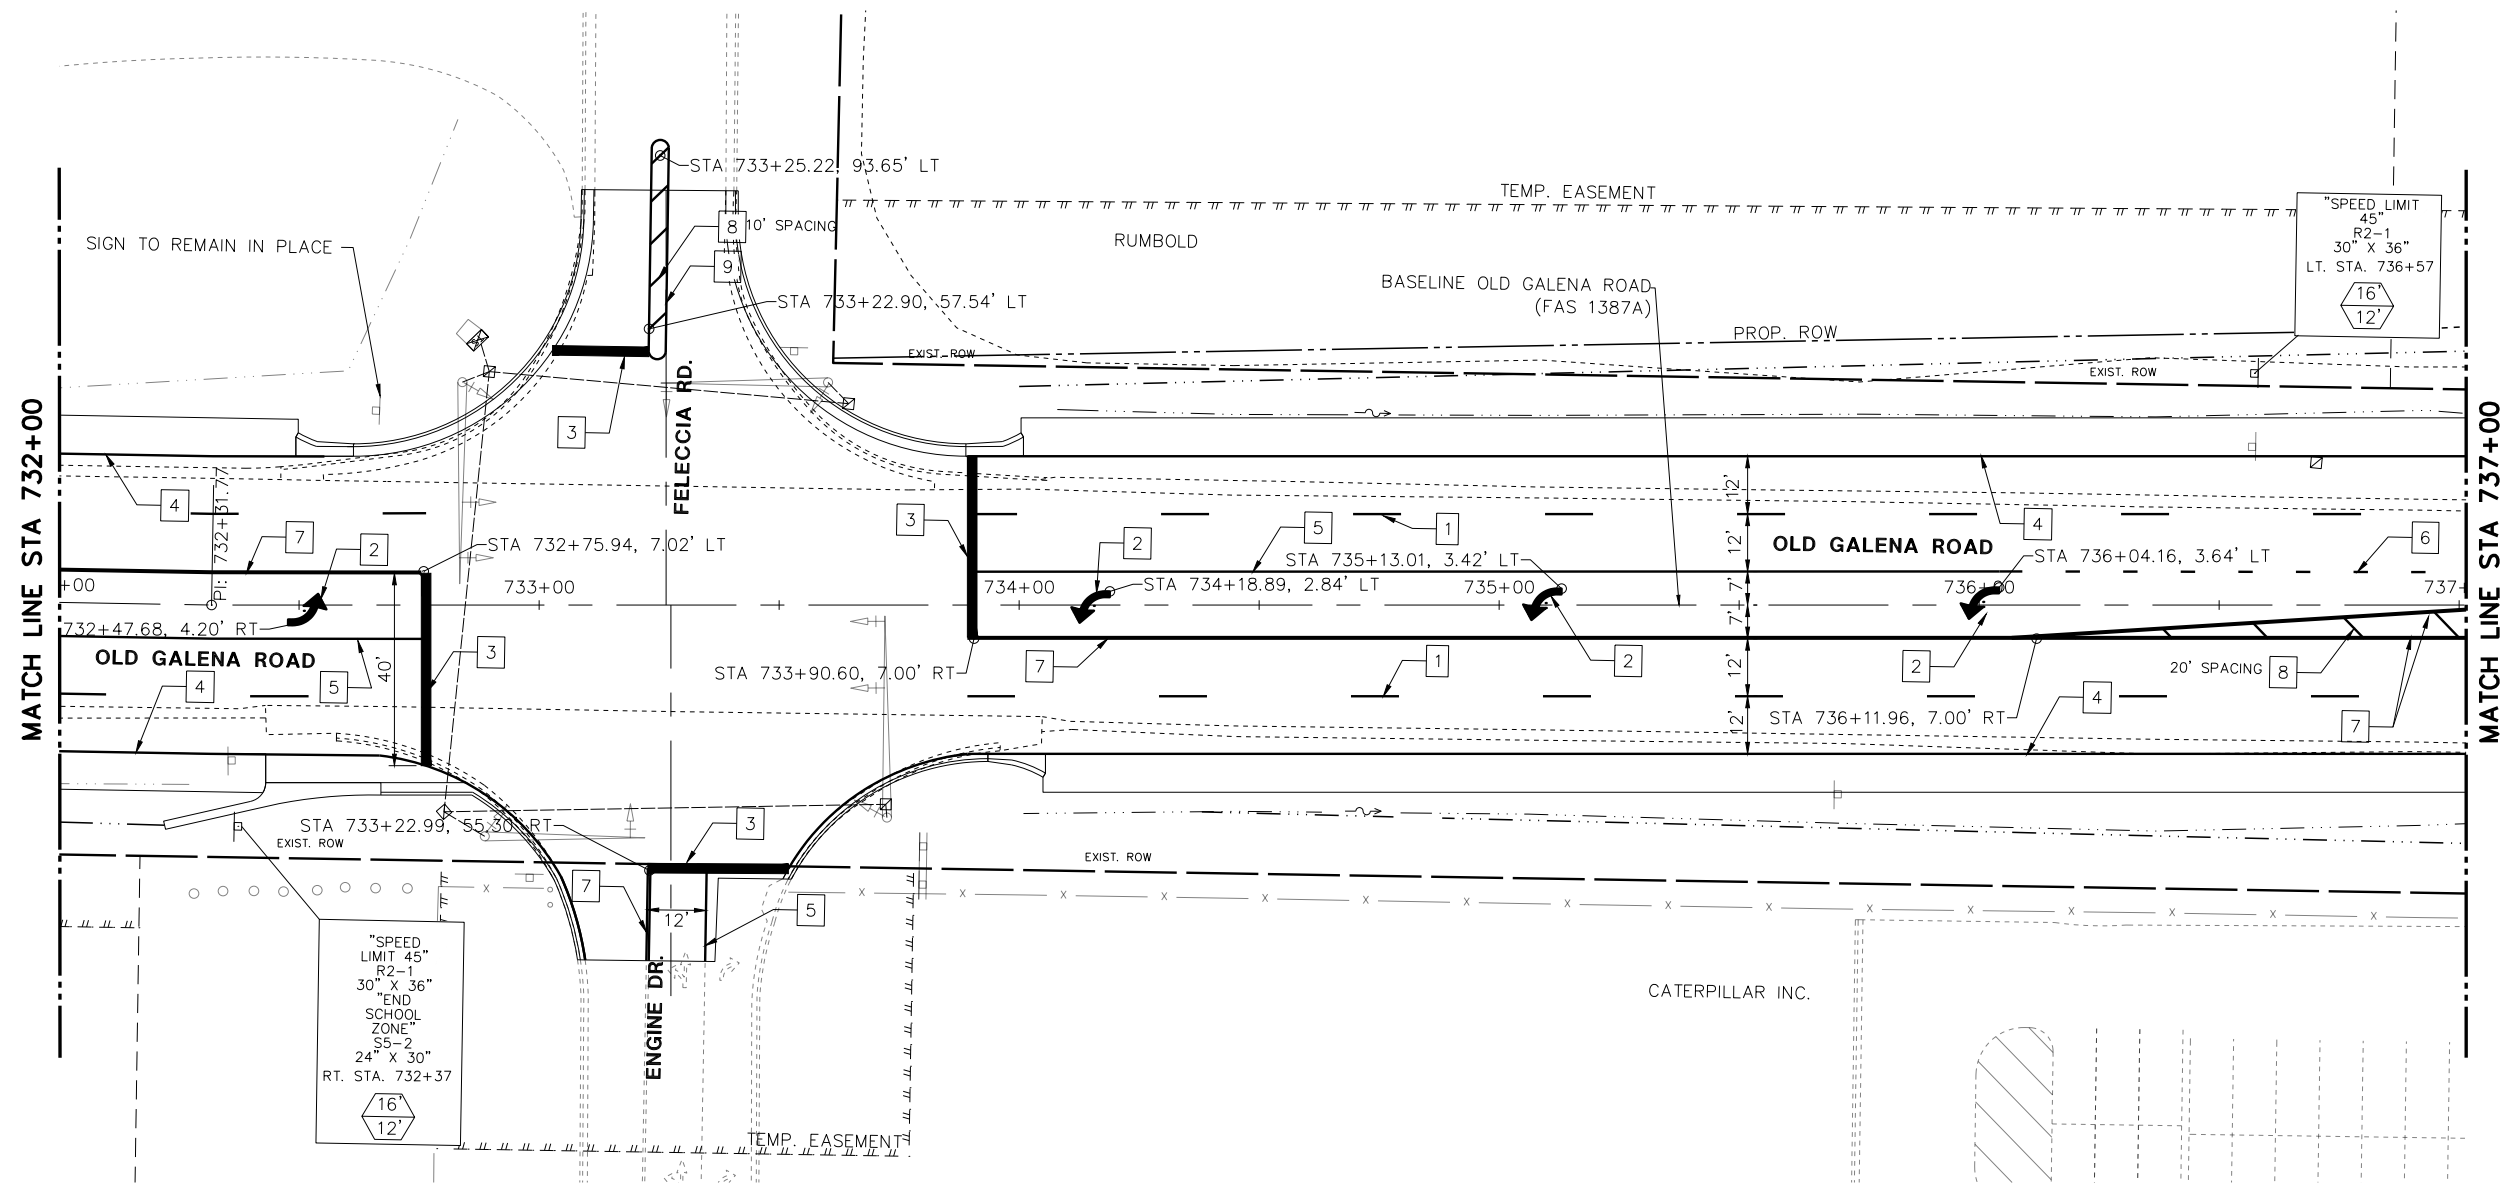 STA 733+25.22, 93.65' LT
TEMP. EASEMENT
"SPEED LIMIT
45"
R2-1
30" X 36"
LT. STA. 736+57
16'
12'
8
10' SPACING
RUMBOLD
SIGN TO REMAIN IN PLACE
9
BASELINE OLD GALENA ROAD
(FAS 1387A)
STA 733+22.90, 57.54' LT
PROP. ROW
EXIST. ROW
EXIST. ROW
FELECCIA RD.
3
MATCH LINE STA 732+00
MATCH LINE STA 737+00
4
PI: 732+31.77
7
2
STA 732+75.94, 7.02' LT
3
2
5
1
12'
12'
7'
7'
12'
12'
4
OLD GALENA ROAD
6
STA 735+13.01, 3.42' LT
STA 736+04.16, 3.64' LT
+00
733+00
734+00
STA 734+18.89, 2.84' LT
735+00
736+00
737+
732+47.68, 4.20' RT
OLD GALENA ROAD
40'
3
4
5
STA 733+90.60, 7.00' RT
7
1
2
2
20' SPACING
8
4
STA 736+11.96, 7.00' RT
7
STA 733+22.99, 55.30' RT
3
EXIST. ROW
EXIST. ROW
7
12'
5
X
X X X X X X X X X X X X X X X X
"SPEED
LIMIT 45"
R2-1
30" X 36"
"END
SCHOOL
ZONE"
S5-2
24" X 30"
RT. STA. 732+37
16'
12'
ENGINE DR.
CATERPILLAR INC.
TEMP. EASEMENT